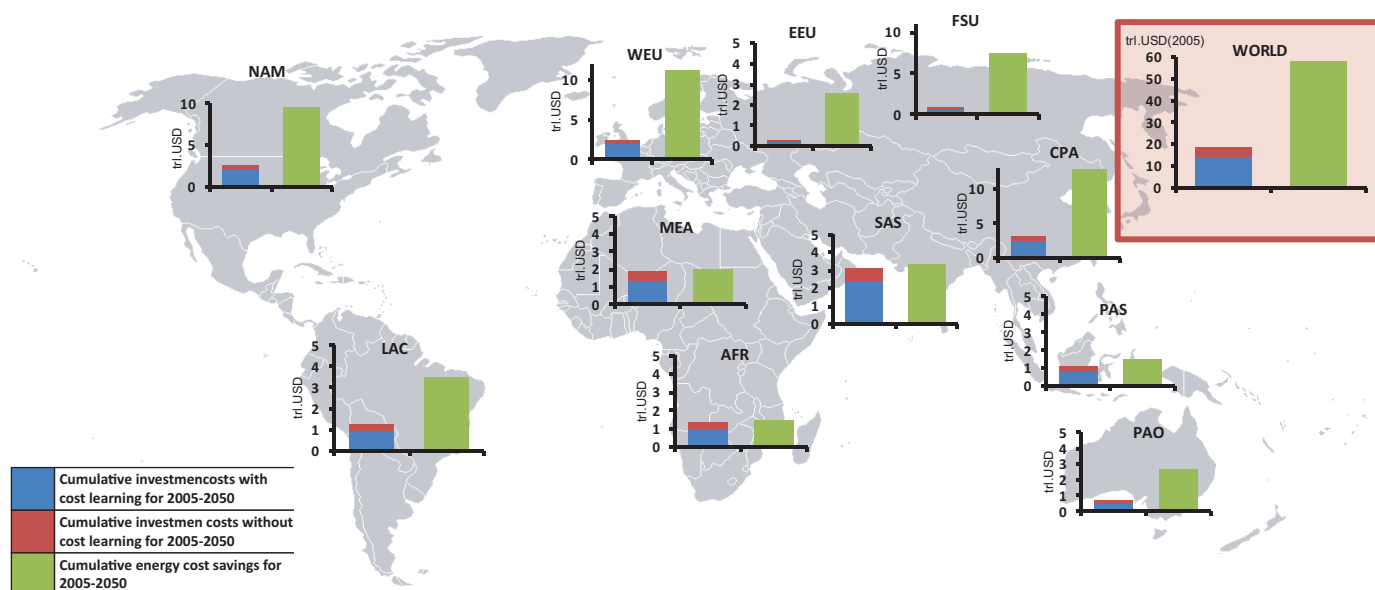 NAM
trl.USD
10
5
0
WEU
trl.USD
10
5
0
EEU
trl.USD
5
4
3
2
1
0
FSU
trl.USD
10
5
0
trl.USD(2005)
WORLD
60
50
40
30
20
10
0
CPA
trl.USD
10
5
0
MEA
trl.USD
5
4
3
2
1
0
SAS
trl.USD
5
4
3
2
1
0
PAS
trl.USD
5
4
3
2
1
0
LAC
trl.USD
5
4
3
2
1
0
AFR
trl.USD
5
4
3
2
1
0
PAO
trl.USD
5
4
3
2
1
0
Cumulative investmencosts with
cost learning for 2005-2050
Cumulative investmen costs without
cost learning for 2005-2050
Cumulative energy cost savings for
2005-2050